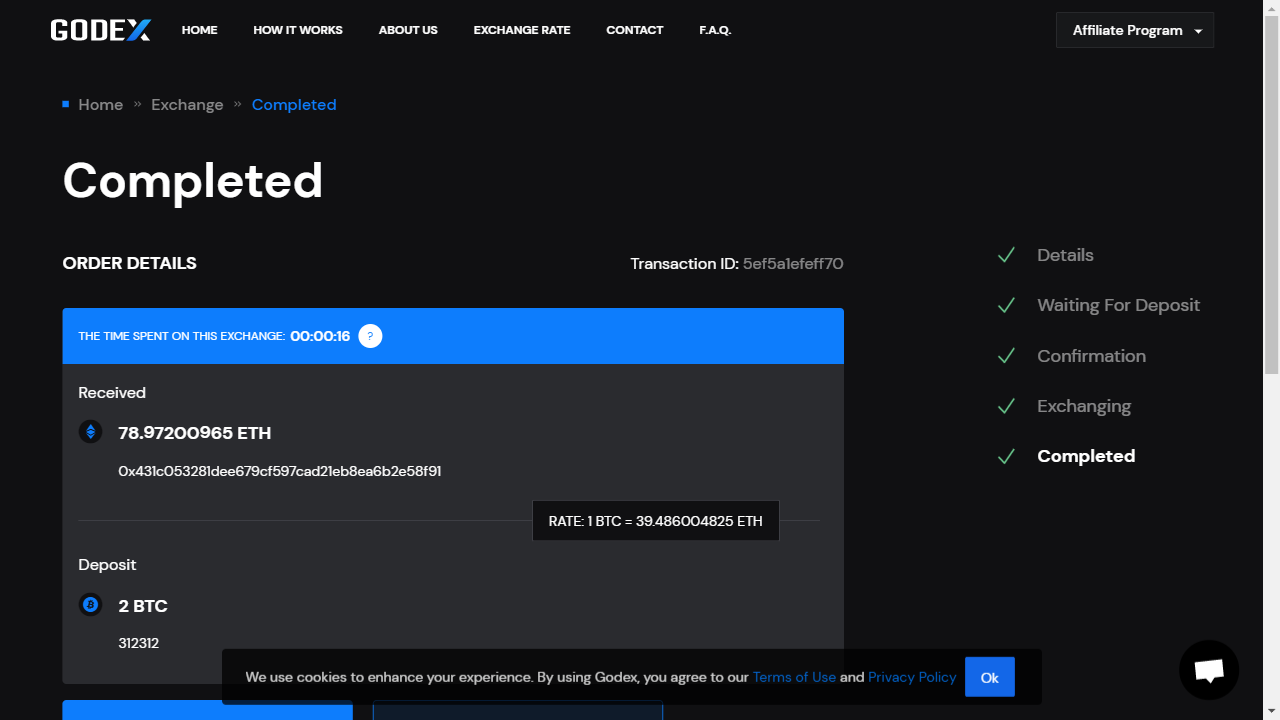 GODEX
HOME HOW IT WORKS ABOUT US EXCHANGE RATE CONTACT F.A.Q.
Affiliate Program
Home » Exchange » Completed
Completed
ORDER DETAILS
Transaction ID: 5ef5a1efeff70
THE TIME SPENT ON THIS EXCHANGE: 00:00:16 ?
Received
78.97200965 ETH
0x431c053281dee679cf597cad21eb8ea6b2e58f91
RATE: 1 BTC = 39.486004825 ETH
Deposit
2 BTC
312312
Details
Waiting For Deposit
Confirmation
Exchanging
Completed
We use cookies to enhance your experience. By using Godex, you agree to our Terms of Use and Privacy Policy
Ok